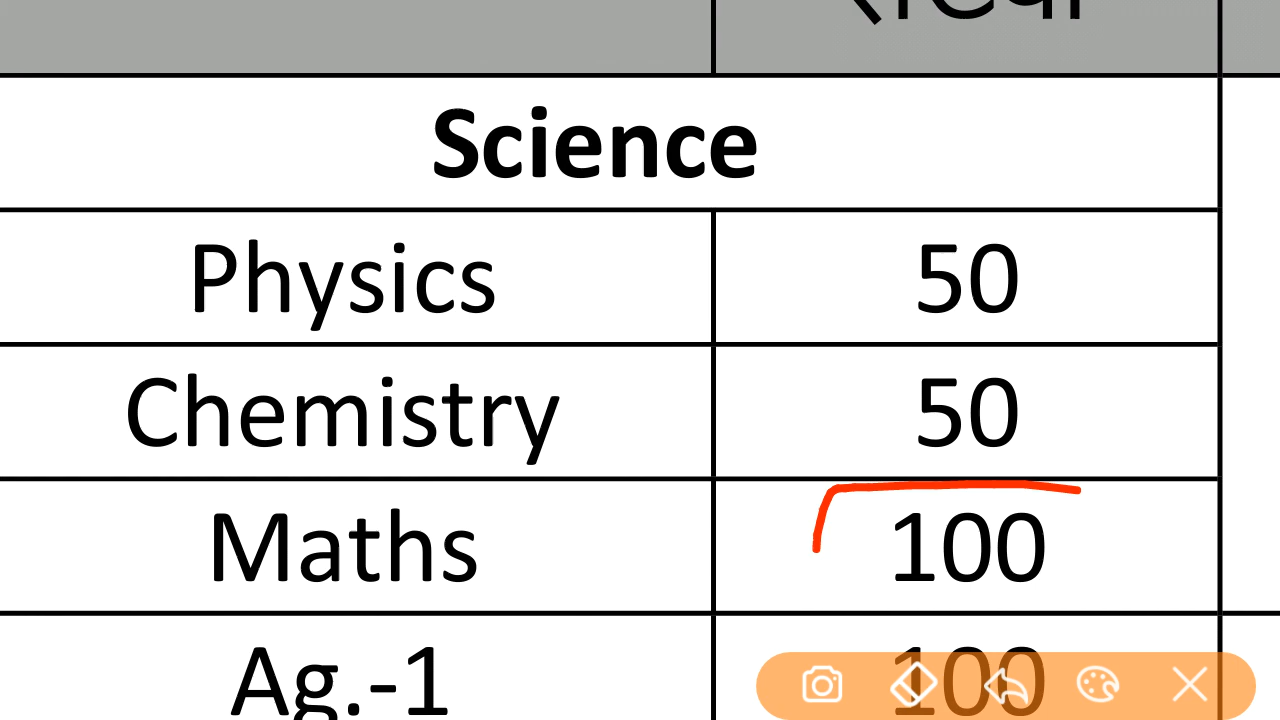 Science
Physics 50
Chemistry 50
Maths 100
Ag.-1 100